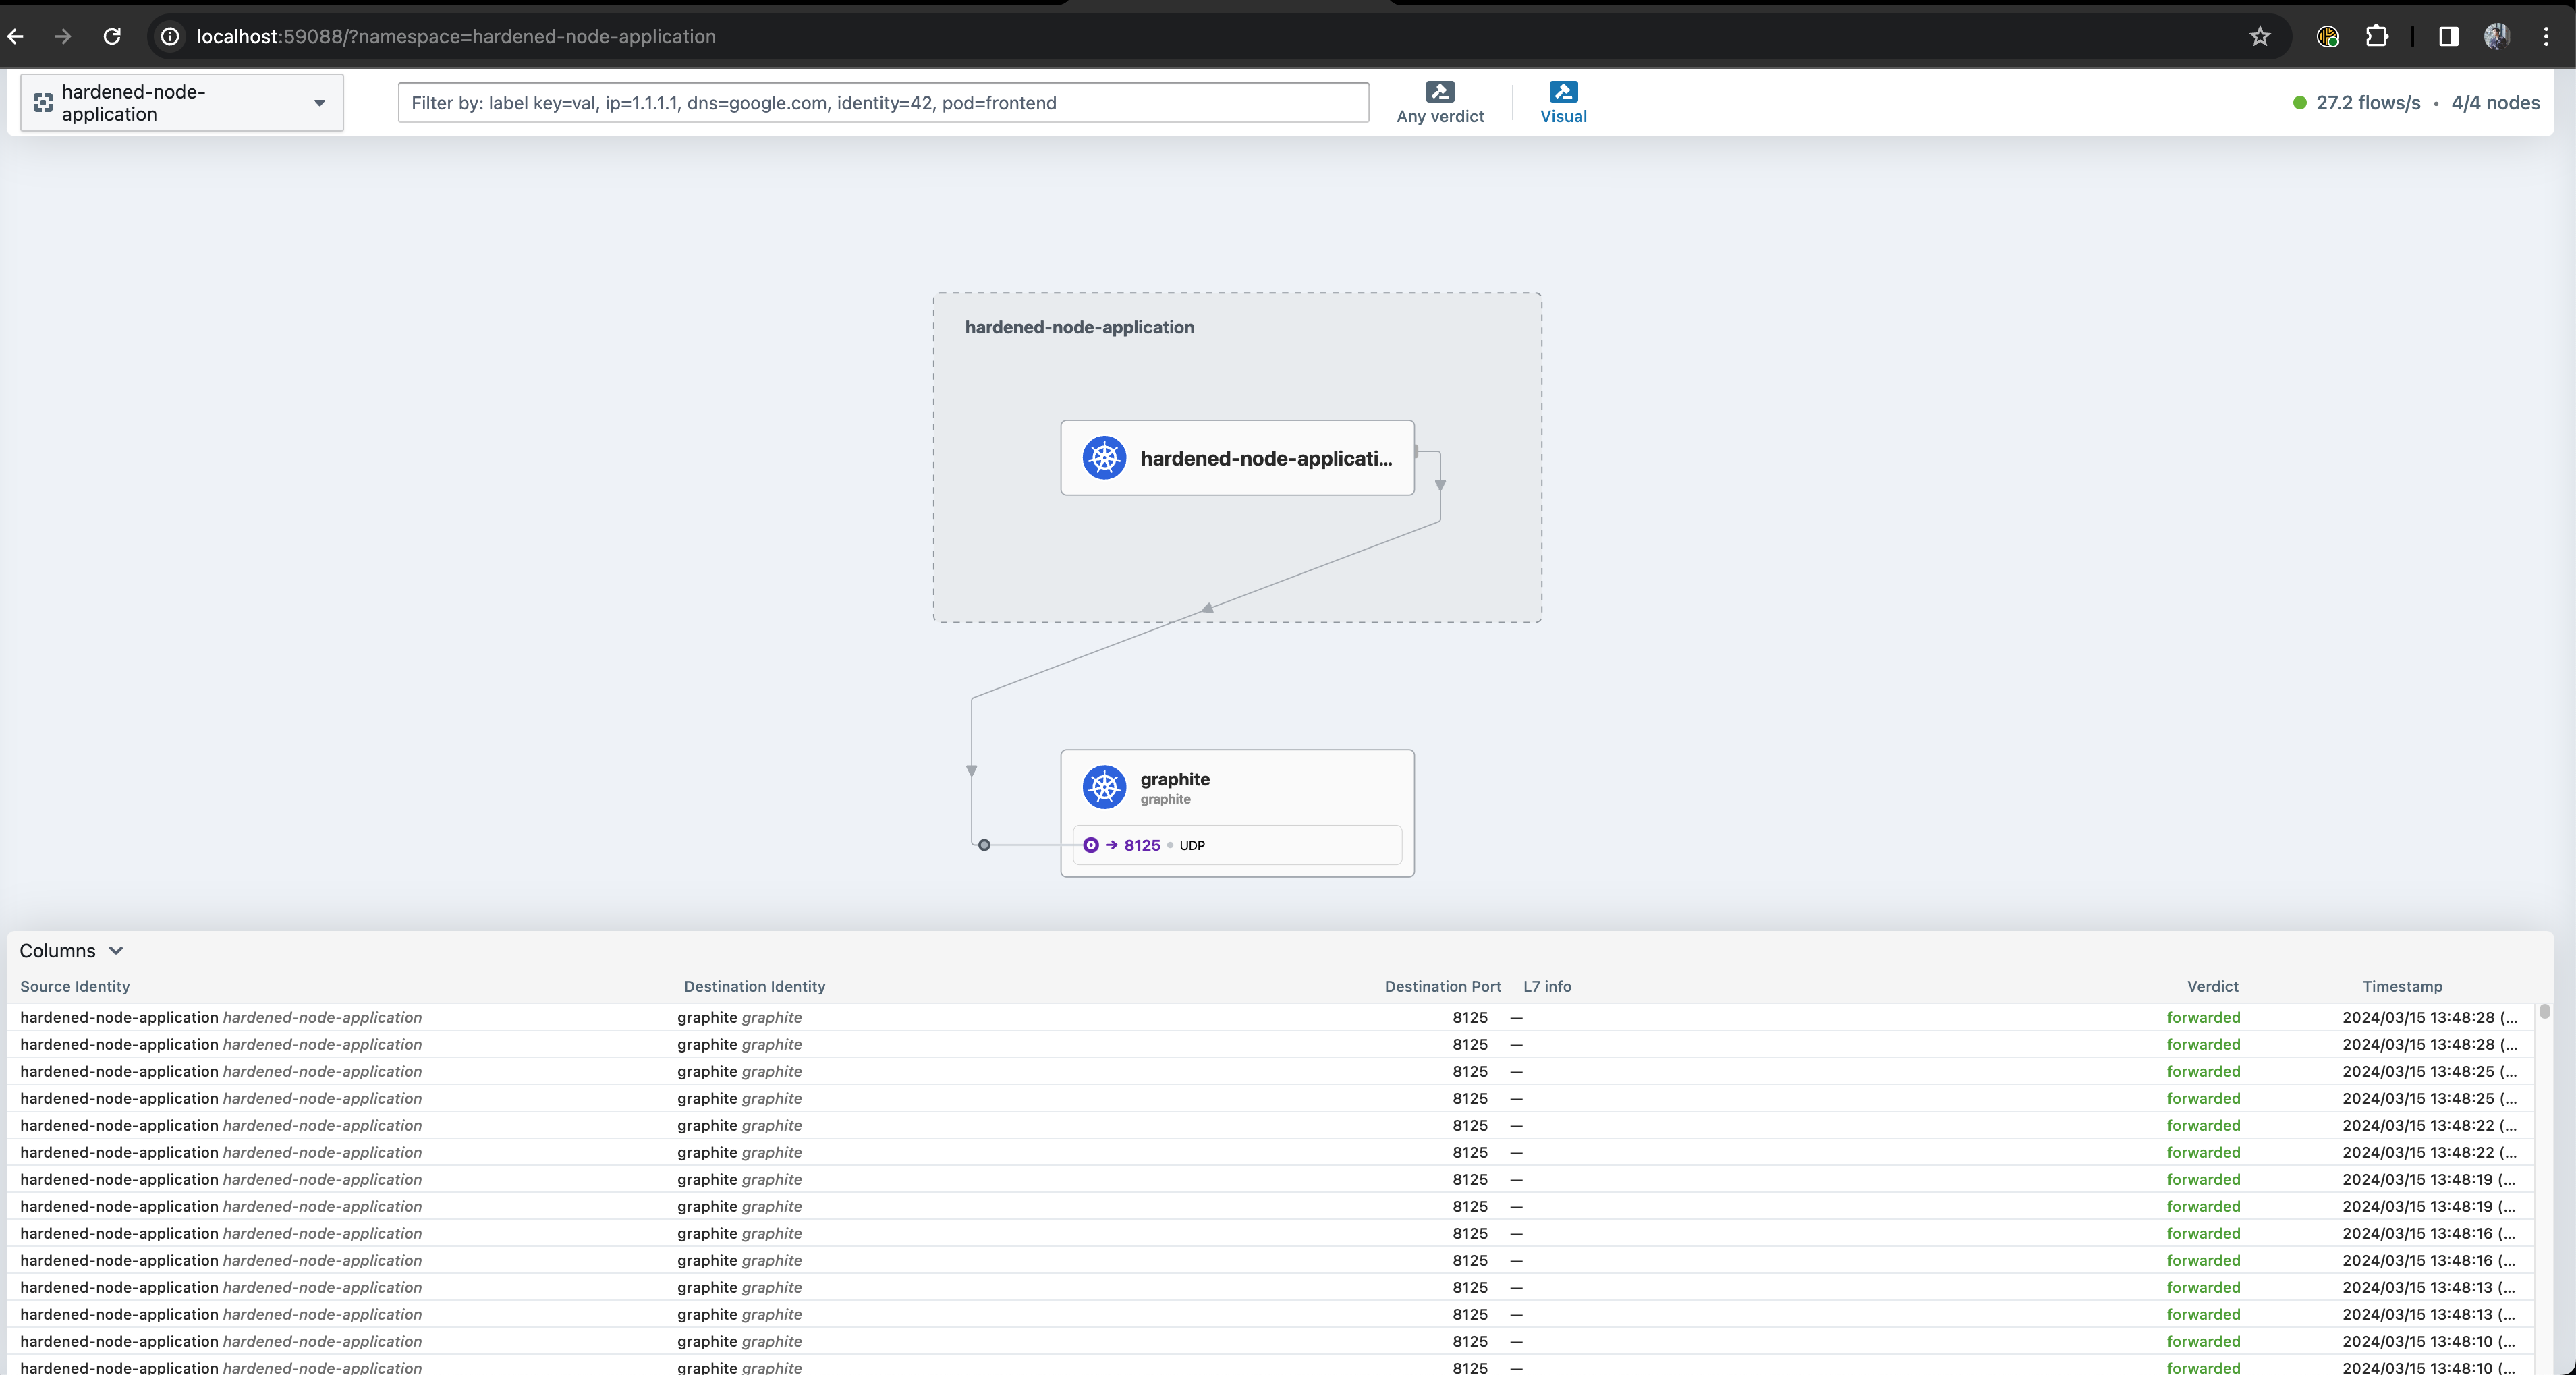 localhost:59088/?namespace=hardened-node-application
hardened-node-
application
Filter by: label key=val, ip=1.1.1.1, dns=google.com, identity=42, pod=frontend
Any verdict
Visual
27.2 flows/s • 4/4 nodes
hardened-node-application
hardened-node-applicati...
graphite
graphite
→ 8125 • UDP
Columns
Source Identity Destination Identity Destination Port L7 info Verdict Timestamp
hardened-node-application hardened-node-application graphite graphite 8125 — forwarded 2024/03/15 13:48:28 (...
hardened-node-application hardened-node-application graphite graphite 8125 — forwarded 2024/03/15 13:48:28 (...
hardened-node-application hardened-node-application graphite graphite 8125 — forwarded 2024/03/15 13:48:25 (...
hardened-node-application hardened-node-application graphite graphite 8125 — forwarded 2024/03/15 13:48:25 (...
hardened-node-application hardened-node-application graphite graphite 8125 — forwarded 2024/03/15 13:48:22 (...
hardened-node-application hardened-node-application graphite graphite 8125 — forwarded 2024/03/15 13:48:22 (...
hardened-node-application hardened-node-application graphite graphite 8125 — forwarded 2024/03/15 13:48:19 (...
hardened-node-application hardened-node-application graphite graphite 8125 — forwarded 2024/03/15 13:48:19 (...
hardened-node-application hardened-node-application graphite graphite 8125 — forwarded 2024/03/15 13:48:16 (...
hardened-node-application hardened-node-application graphite graphite 8125 — forwarded 2024/03/15 13:48:16 (...
hardened-node-application hardened-node-application graphite graphite 8125 — forwarded 2024/03/15 13:48:13 (...
hardened-node-application hardened-node-application graphite graphite 8125 — forwarded 2024/03/15 13:48:13 (...
hardened-node-application hardened-node-application graphite graphite 8125 — forwarded 2024/03/15 13:48:10 (...
hardened-node-application hardened-node-application graphite graphite 8125 — forwarded 2024/03/15 13:48:10 (...